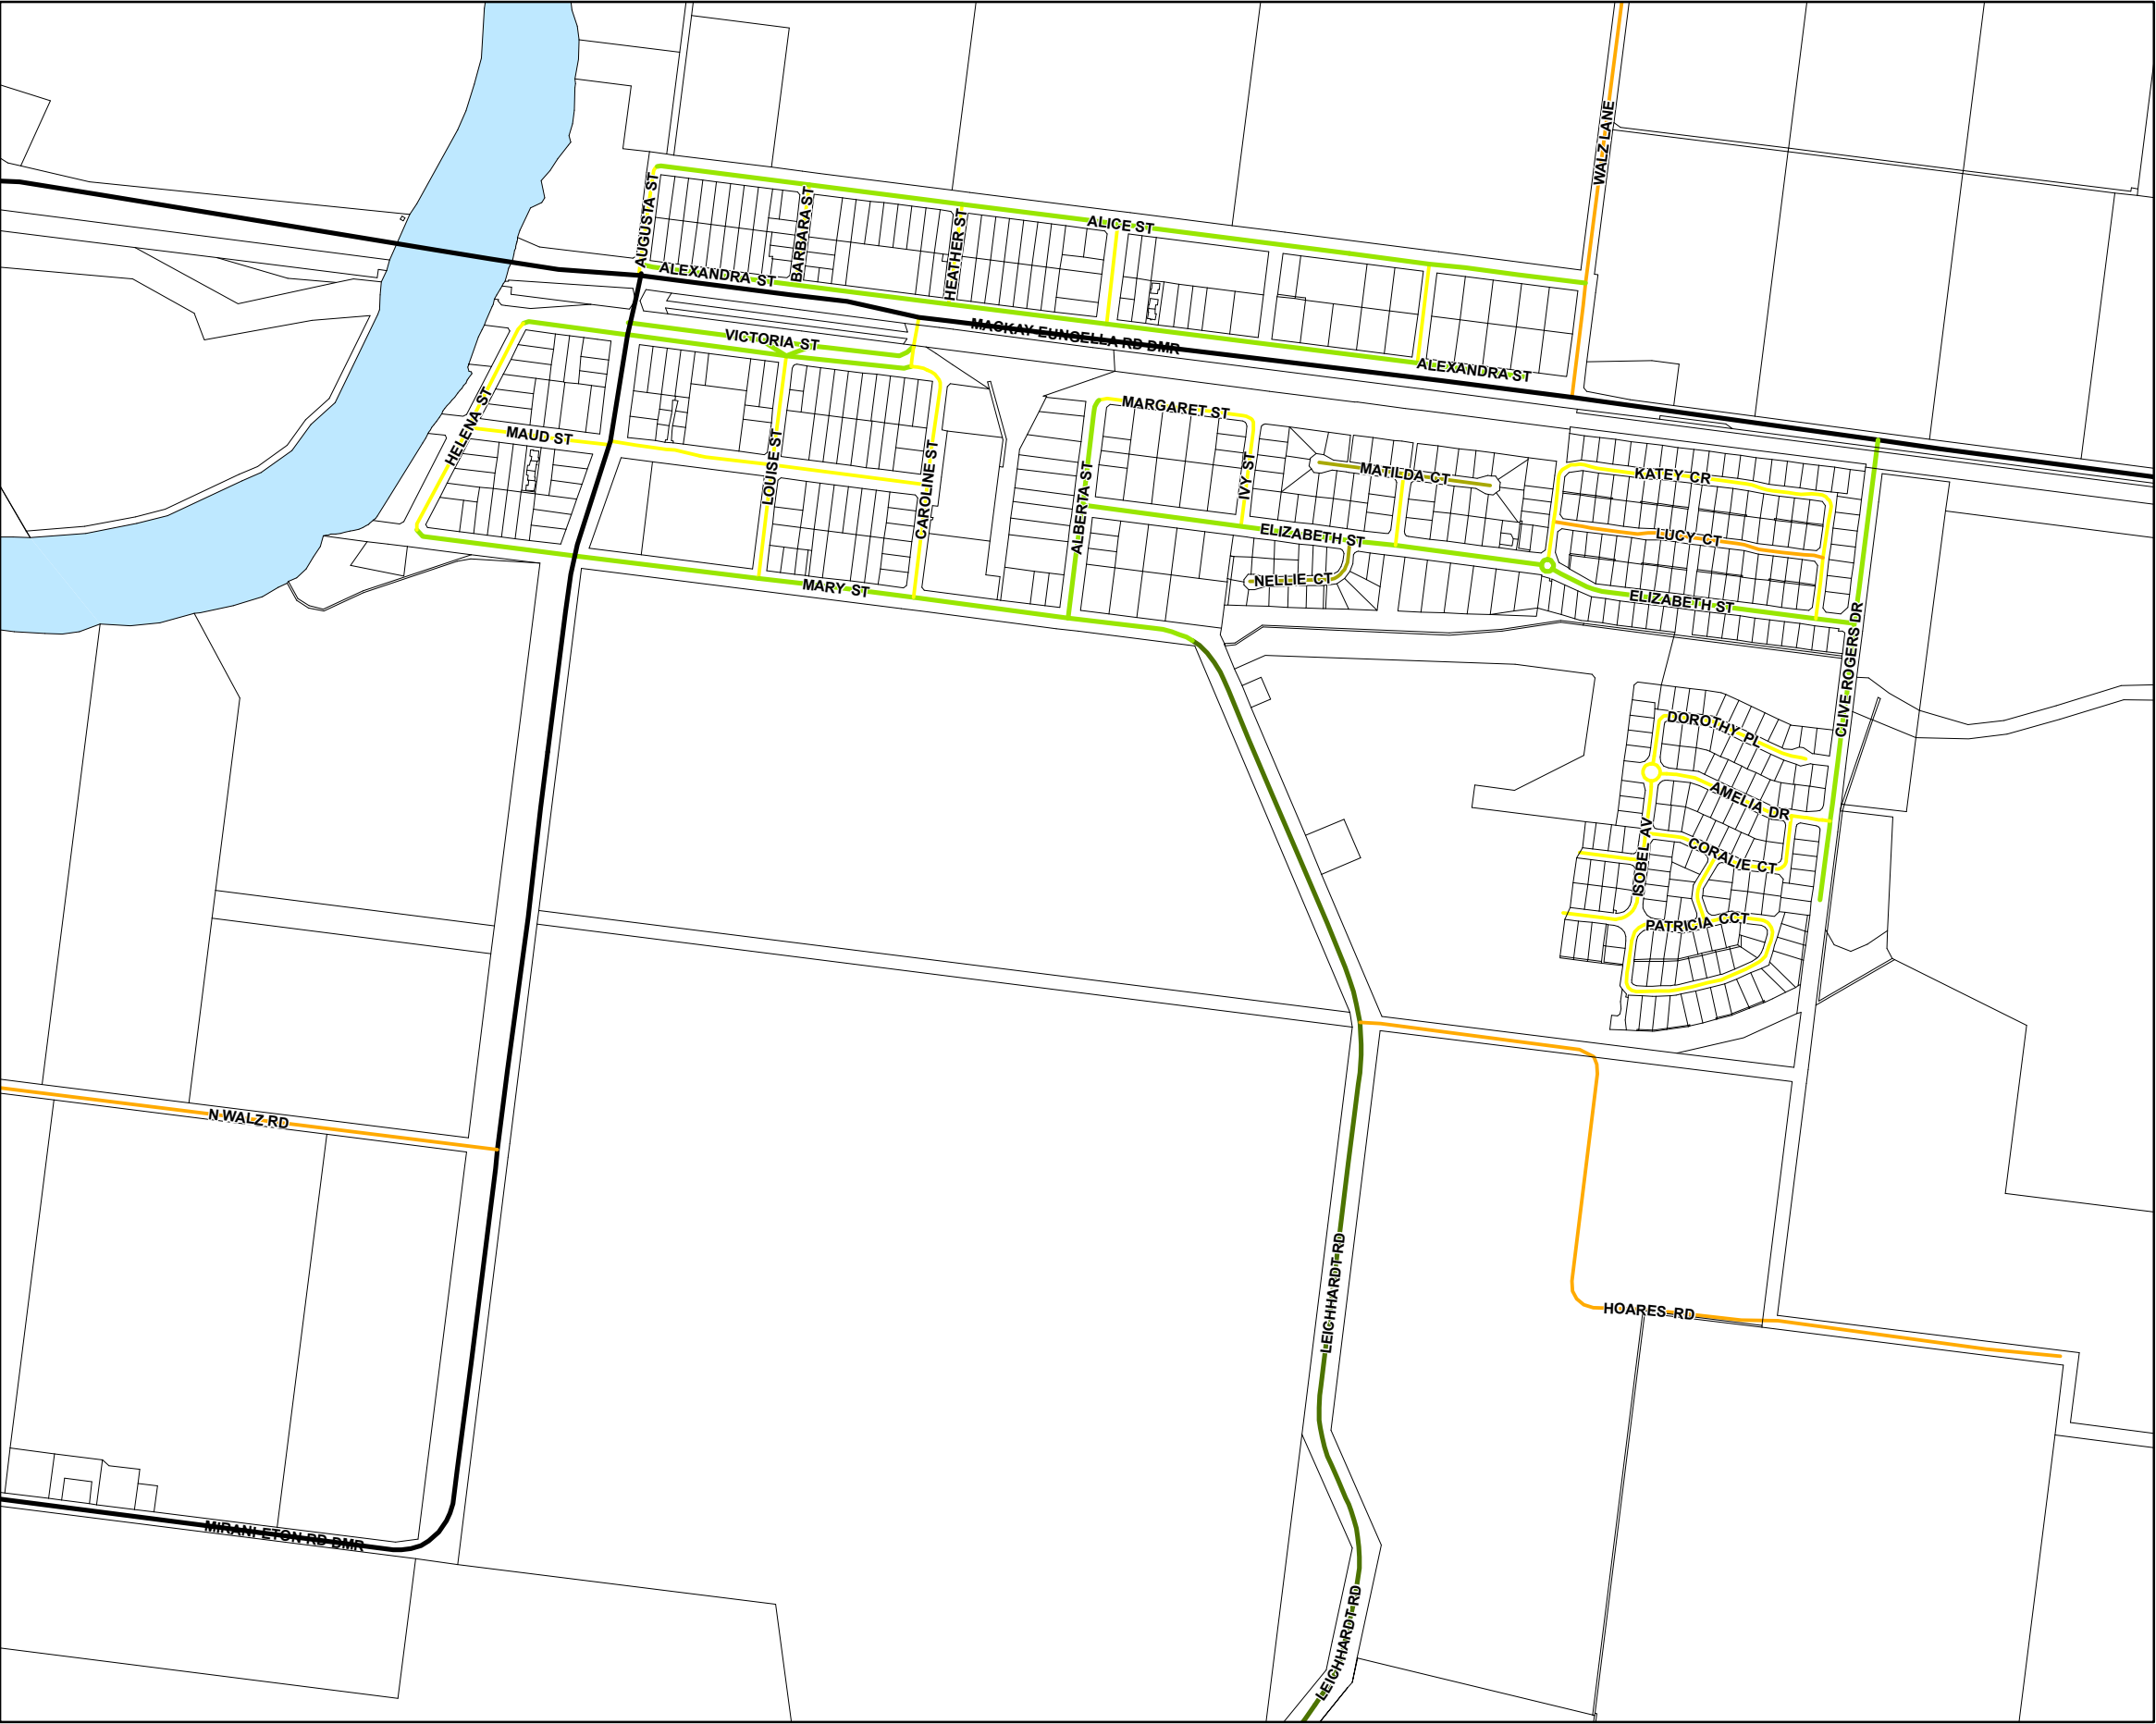 WALZ LANE
AUGUSTA ST
BARBARA ST
HEATHER ST
ALICE ST
ALEXANDRA ST
VICTORIA ST
MACKAY EUNGELLA RD DMR
ALEXANDRA ST
HELENA ST
MAUD ST
LOUISE ST
CAROLINE ST
MARGARET ST
ALBERTA ST
IVY ST
MATILDA CT
KATEY CR
LUCY CT
ELIZABETH ST
NELLIE CT
MARY ST
ELIZABETH ST
CLIVE ROGERS DR
DOROTHY PL
AMELIA DR
ISOBEL AV
CORALIE CT
PATRICIA CCT
N WALZ RD
LEICHHARDT RD
HOARES RD
MIRANI ETON RD DMR
LEICHHARDT RD